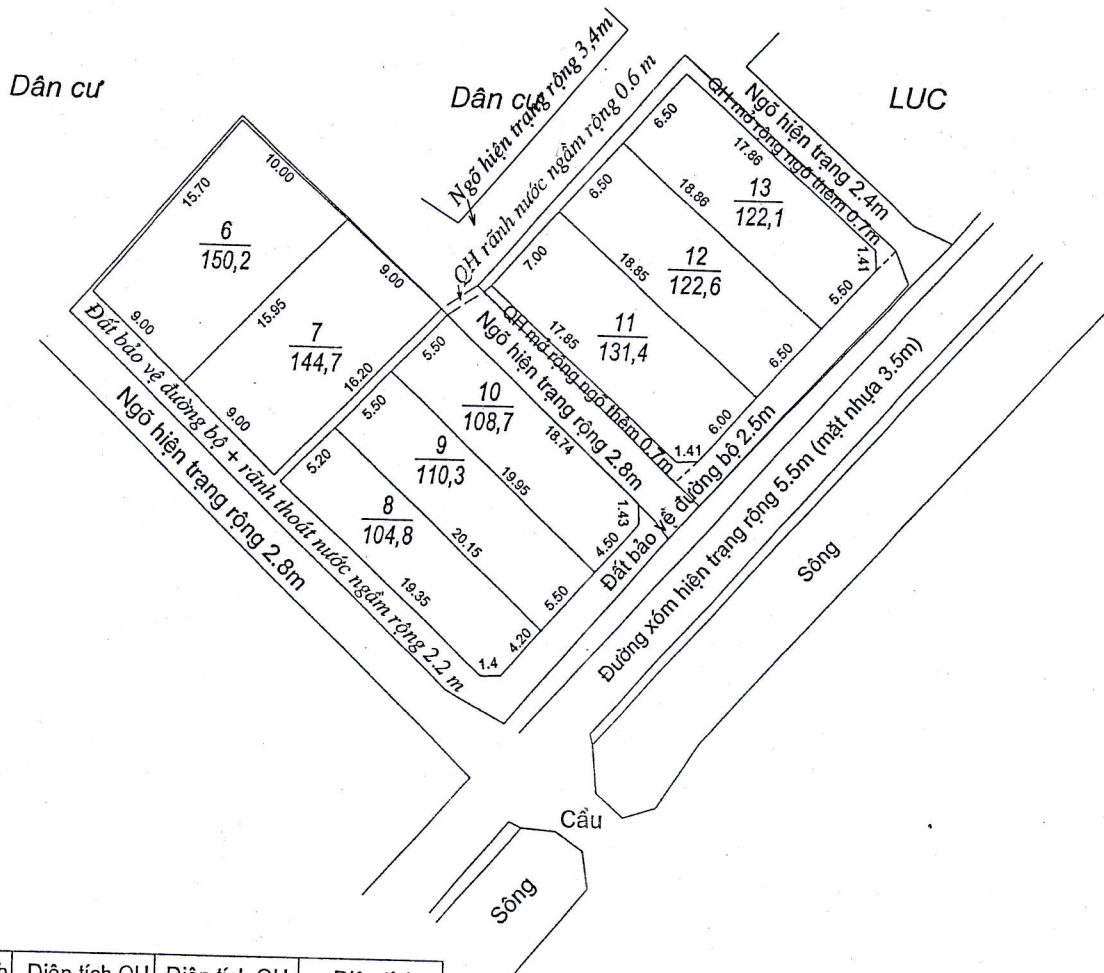 Dân cư
Dân cư
LUC
Ngõ hiện trạng rộng 3,4m
QH rãnh nước ngầm rộng 0.6 m
Ngõ hiện trạng 2.4m
QH mở rộng ngõ thêm 0.7m
10.00
15.70
6
150,2
9.00
9.00
15.95
7
144,7
9.00
16.20
6.50
17.86
13
122,1
1.41
5.50
6.50
18.86
12
122,6
6.50
7.00
18.85
11
131,4
17.85
6.00
1.41
QH mở rộng ngõ thêm 0.7m
Ngõ hiện trạng rộng 2.8m
5.50
10
108,7
18.74
1.43
4.50
5.50
9
110,3
19.95
5.50
5.20
8
104,8
20.15
19.35
4.20
1.4
Đất bảo vệ đường bộ + rãnh thoát nước ngầm rộng 2.2 m
Ngõ hiện trạng rộng 2.8m
Đất bảo vệ đường bộ 2.5m
Đường xóm hiện trạng rộng 5.5m (mặt nhựa 3.5m)
Sông
Cầu
Sông
Diện tích QH